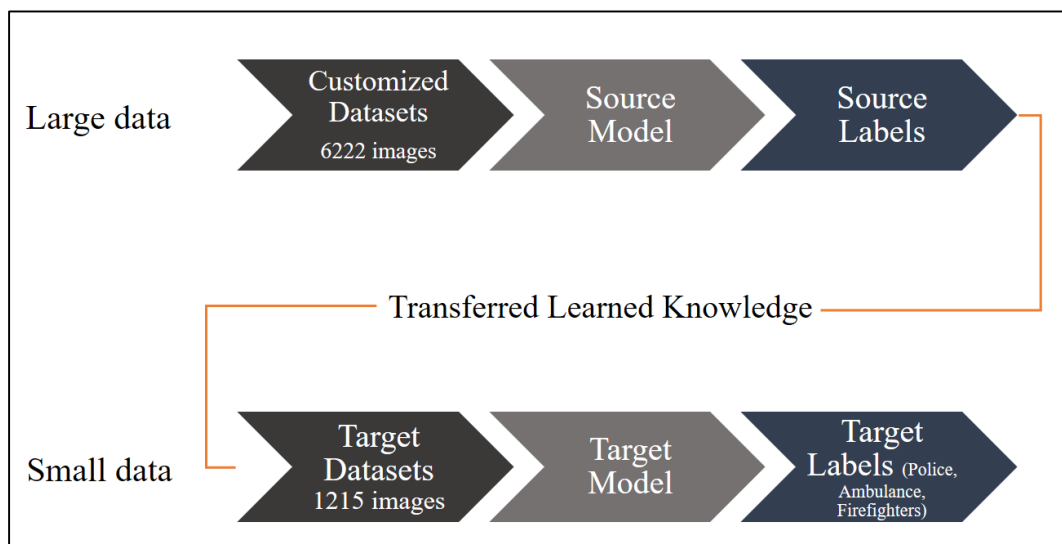 Large data
Customized
Datasets
6222 images
Source
Model
Source
Labels
Transferred Learned Knowledge
Small data
Target
Datasets
1215 images
Target
Model
Target
Labels (Police,
Ambulance,
Firefighters)